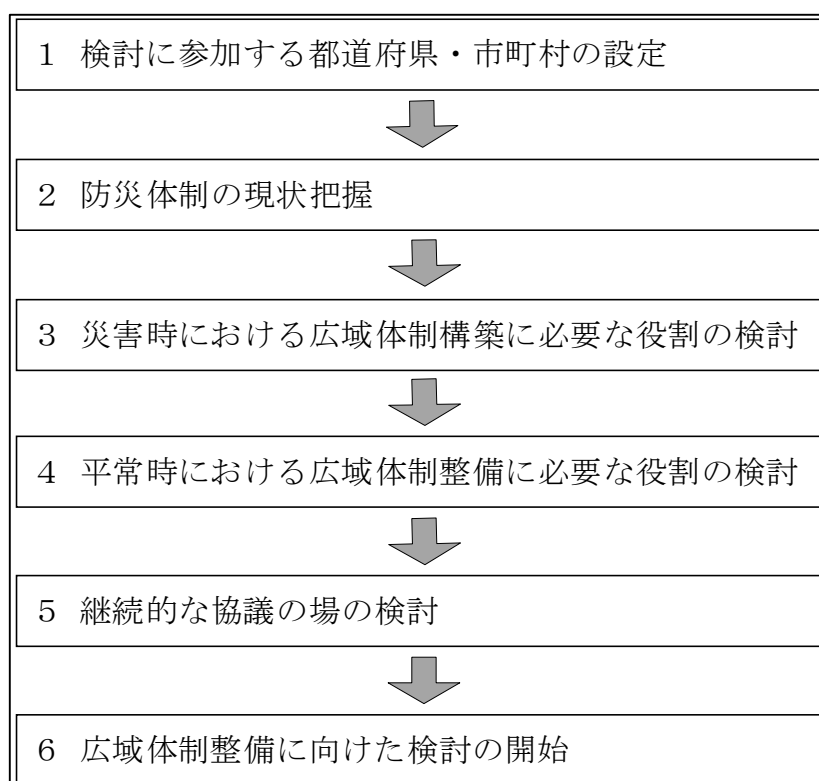 1 検討に参加する都道府県・市町村の設定
2 防災体制の現状把握
3 災害時における広域体制構築に必要な役割の検討
4 平常時における広域体制整備に必要な役割の検討
5 継続的な協議の場の検討
6 広域体制整備に向けた検討の開始